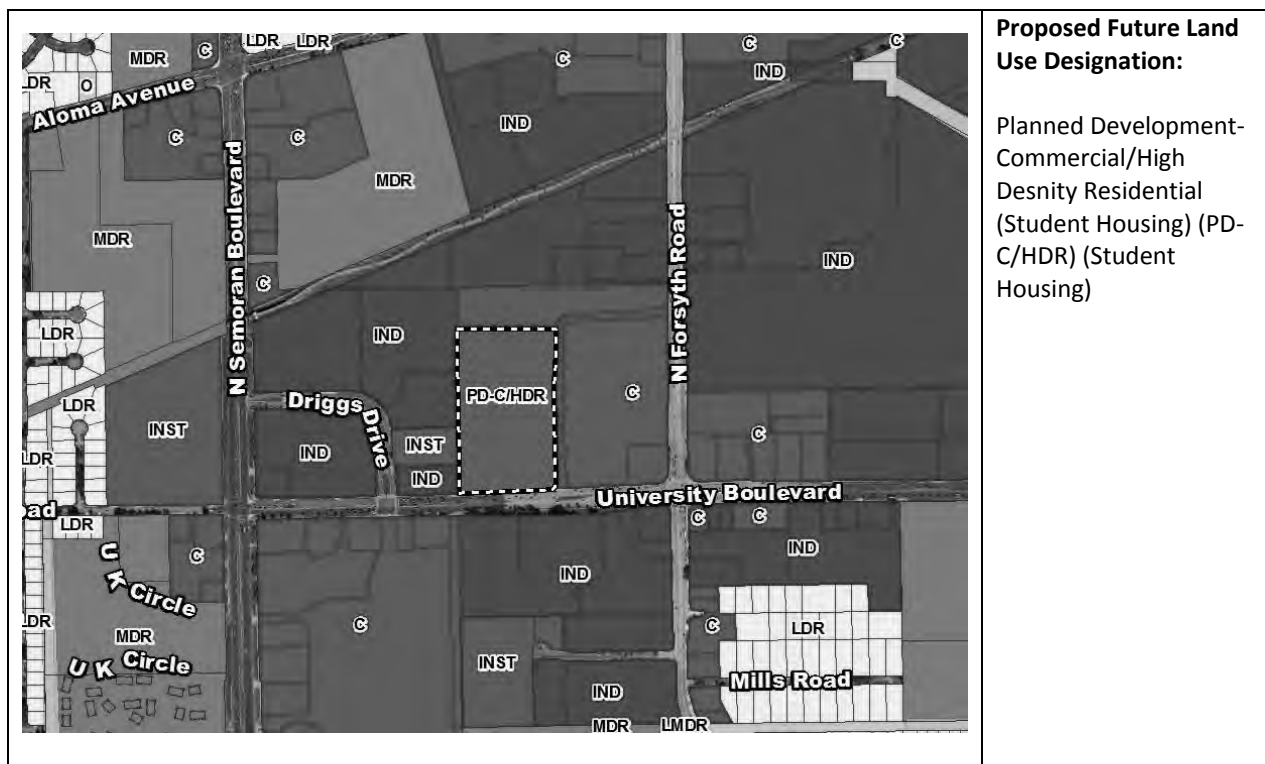 LDR
LDR
C
C
MDR
C
C
LDR
O
IND
Aloma Avenue
IND
C
C
MDR
N Semoran Boulevard
N Forsyth Road
MDR
IND
C
LDR
IND
PD-C/HDR
C
LDR
Driggs Drive
INST
INST
C
IND
IND
LDR
University Boulevard
oad
LDR
C
C
C
U K Circle
IND
IND
C
MDR
C
C
LDR
LDR
U K Circle
INST
IND
Mills Road
MDR
LMDR
Proposed Future Land
Use Designation:
Planned Development-
Commercial/High
Desnity Residential
(Student Housing) (PD-
C/HDR) (Student
Housing)